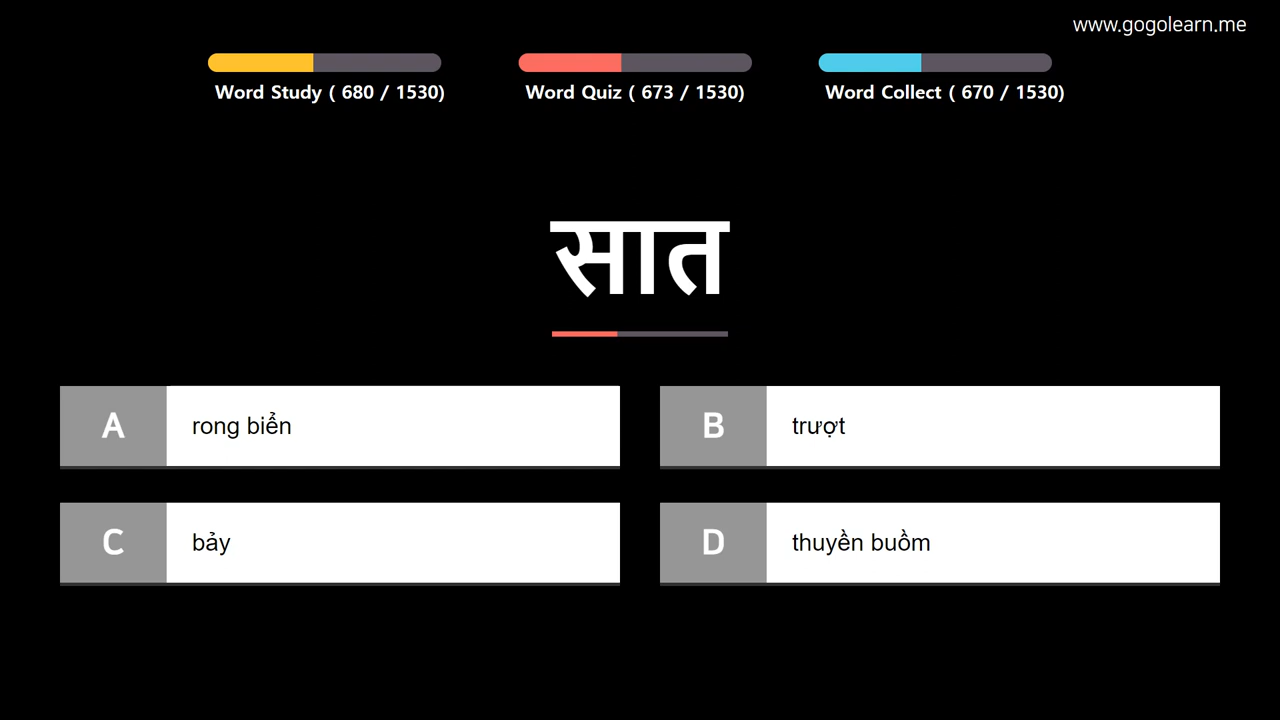 www.gogolearn.me
Word Study ( 680 / 1530)
Word Quiz ( 673 / 1530)
Word Collect ( 670 / 1530)
सात
A rong biển
B trượt
C bảy
D thuyền buồm